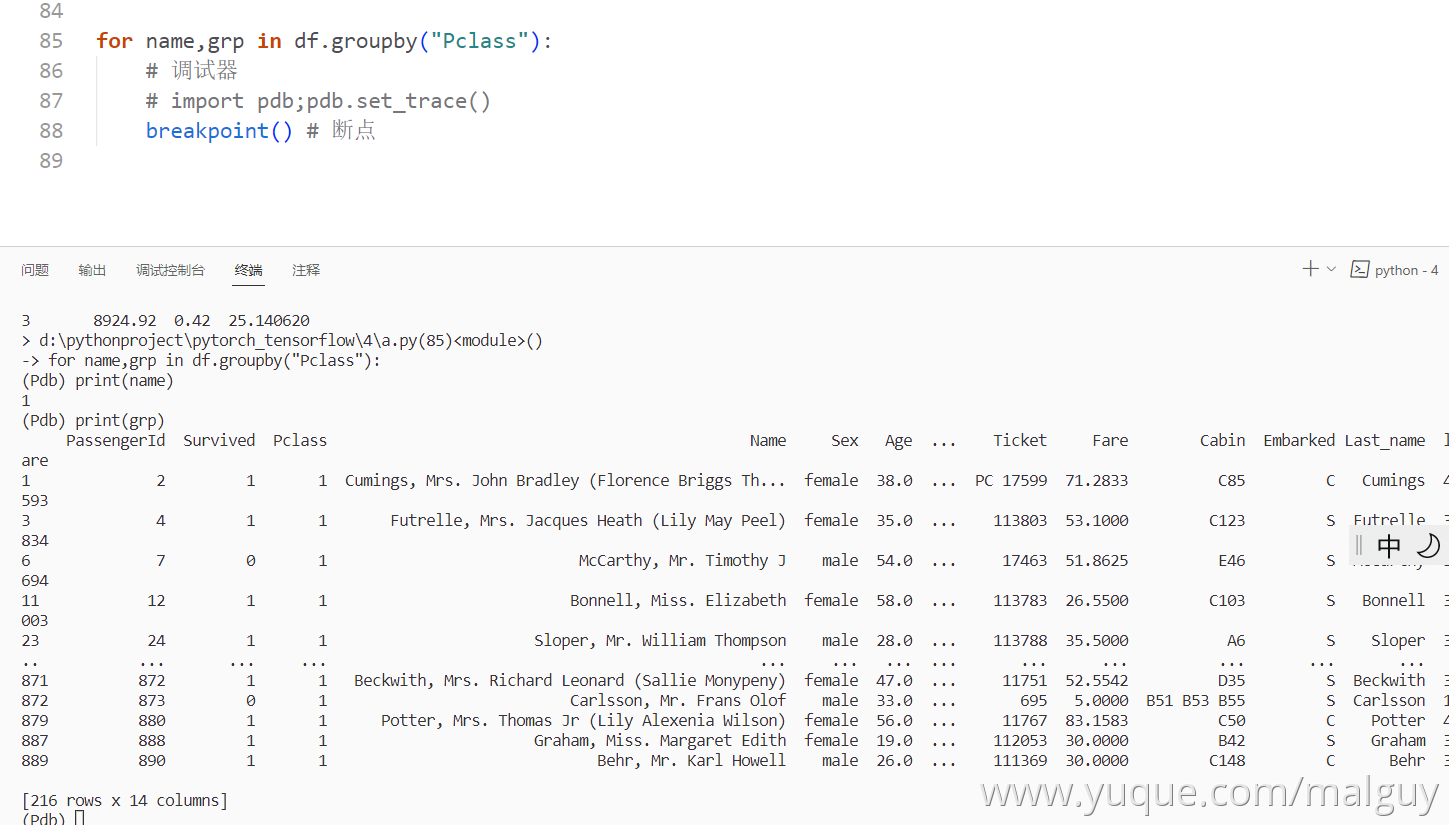 84
85 for name,grp in df.groupby("Pclass"):
86 # 调试器
87 # import pdb;pdb.set_trace()
88 breakpoint() # 断点
89
问题 输出 调试控制台 终端 注释 python - 4
3 8924.92 0.42 25.140620
> d:\pythonproject\pytorch_tensorflow\4\a.py(85)<module>()
-> for name,grp in df.groupby("Pclass"):
(Pdb) print(name)
1
(Pdb) print(grp)
PassengerId Survived Pclass Name Sex Age ... Ticket Fare Cabin Embarked Last_name
are
1 2 1 1 Cumings, Mrs. John Bradley (Florence Briggs Th... female 38.0 ... PC 17599 71.2833 C85 C Cumings
593
3 4 1 1 Futrelle, Mrs. Jacques Heath (Lily May Peel) female 35.0 ... 113803 53.1000 C123 S Futrelle
834
中
6 7 0 1 McCarthy, Mr. Timothy J male 54.0 ... 17463 51.8625 E46 S
694
11 12 1 1 Bonnell, Miss. Elizabeth female 58.0 ... 113783 26.5500 C103 S Bonnell
003
23 24 1 1 Sloper, Mr. William Thompson male 28.0 ... 113788 35.5000 A6 S Sloper
.. ... ... ... ... ... ... ... ... ... ... ... ...
871 872 1 1 Beckwith, Mrs. Richard Leonard (Sallie Monypeny) female 47.0 ... 11751 52.5542 D35 S Beckwith
872 873 0 1 Carlsson, Mr. Frans Olof male 33.0 ... 695 5.0000 B51 B53 B55 S Carlsson
879 880 1 1 Potter, Mrs. Thomas Jr (Lily Alexenia Wilson) female 56.0 ... 11767 83.1583 C50 C Potter
887 888 1 1 Graham, Miss. Margaret Edith female 19.0 ... 112053 30.0000 B42 S Graham
889 890 1 1 Behr, Mr. Karl Howell male 26.0 ... 111369 30.0000 C148 C Behr
[216 rows x 14 columns]
www.yuque.com/malguy
(Pdb)